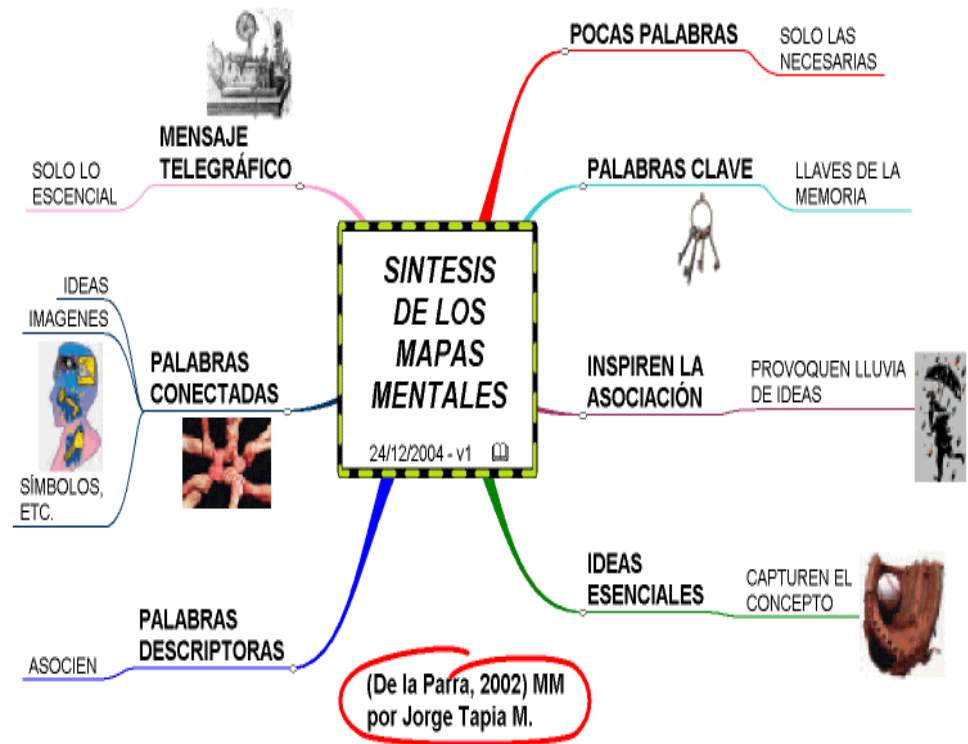 SINTESIS
DE LOS
MAPAS
MENTALES
24/12/2004 - v1
POCAS PALABRAS
SOLO LAS
NECESARIAS
PALABRAS CLAVE
LLAVES DE LA
MEMORIA
INSPIREN LA
ASOCIACIÓN
PROVOQUEN LLUVIA
DE IDEAS
IDEAS
ESENCIALES
CAPTUREN EL
CONCEPTO
PALABRAS
DESCRIPTORAS
ASOCIEN
PALABRAS
CONECTADAS
IDEAS
IMAGENES
SÍMBOLOS,
ETC.
MENSAJE
TELEGRÁFICO
SOLO LO
ESCENCIAL
(De la Parra, 2002) MM
por Jorge Tapia M.